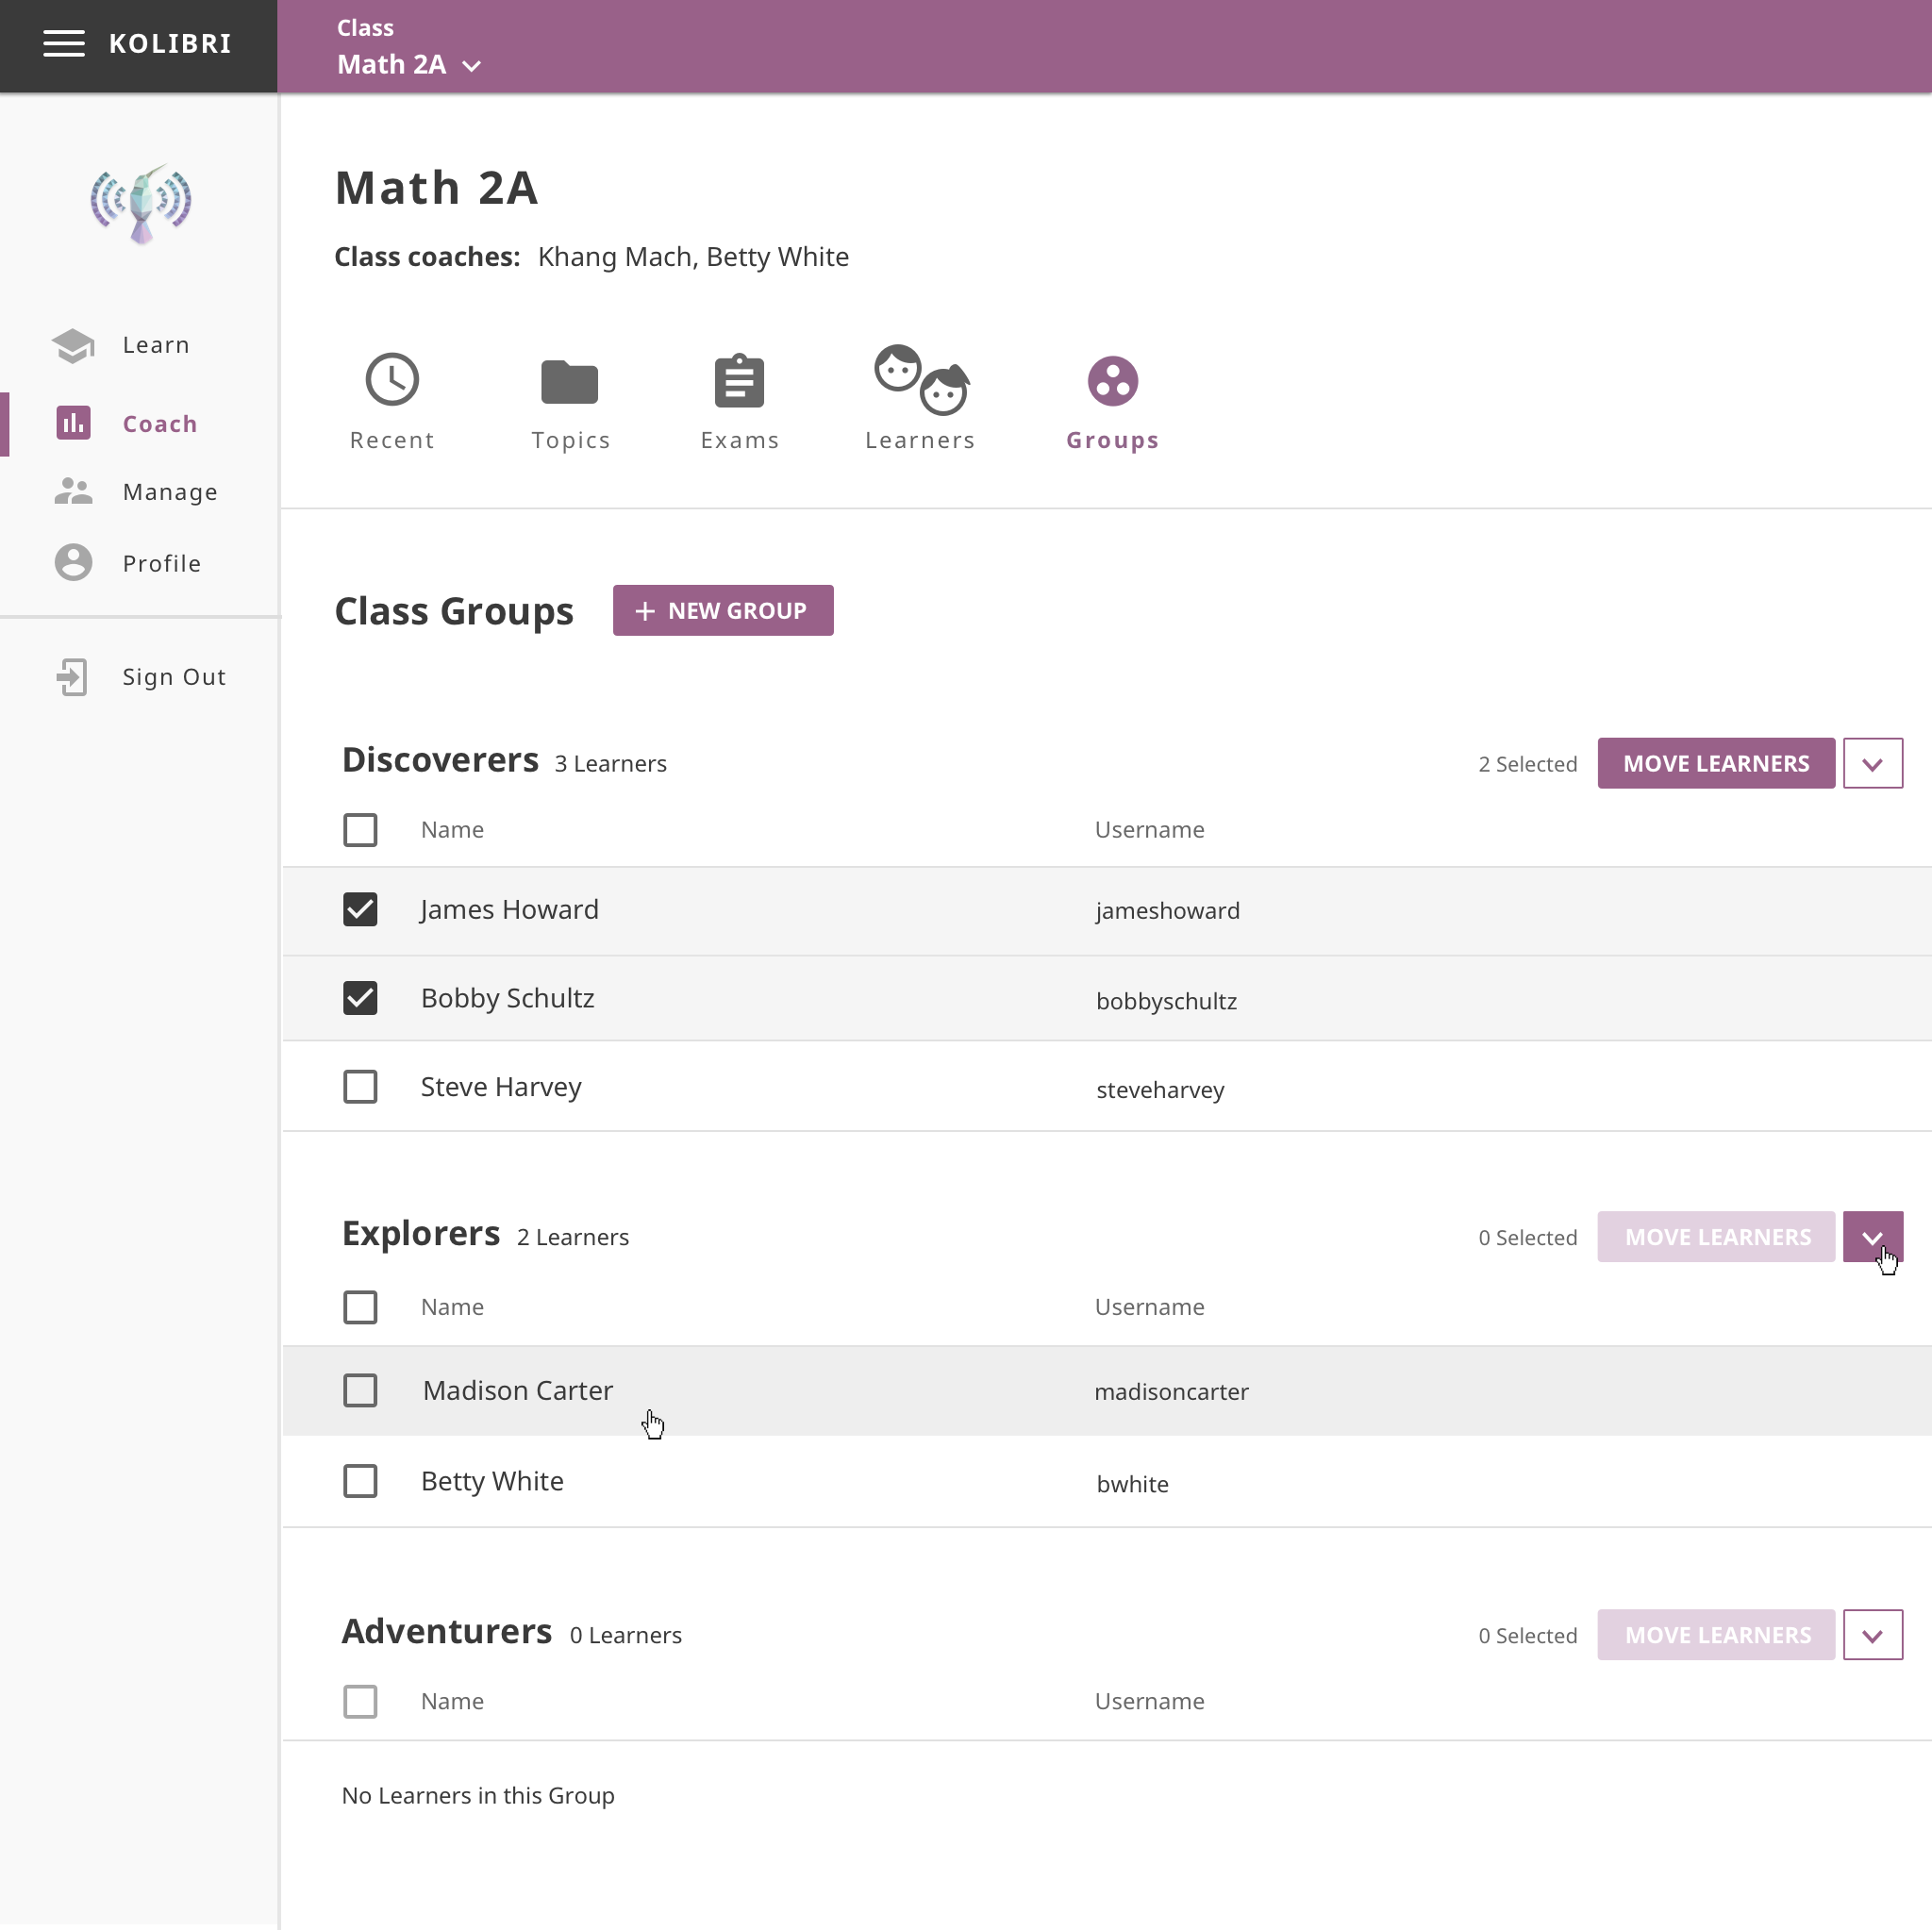 KOLIBRI
Class
Math 2A
Learn
Coach
Manage
Profile
Sign Out
Math 2A
Class coaches: Khang Mach, Betty White
Recent Topics Exams Learners Groups
Class Groups + NEW GROUP
Discoverers 3 Learners 2 Selected MOVE LEARNERS
Name Username
James Howard jameshoward
Bobby Schultz bobbyschultz
Steve Harvey steveharvey
Explorers 2 Learners 0 Selected MOVE LEARNERS
Name Username
Madison Carter madisoncarter
Betty White bwhite
Adventurers 0 Learners 0 Selected MOVE LEARNERS
Name Username
No Learners in this Group